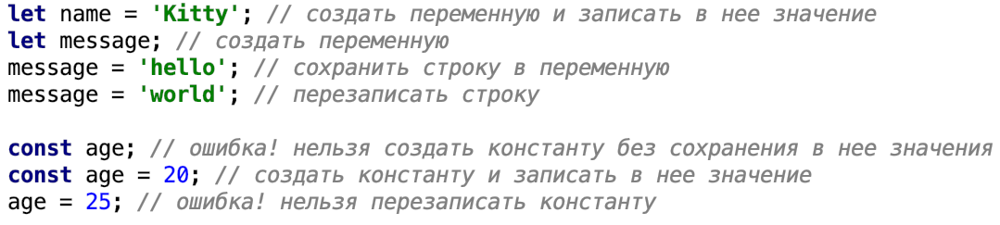 let name = 'Kitty'; // создать переменную и записать в нее значение
let message; // создать переменную
message = 'hello'; // сохранить строку в переменную
message = 'world'; // перезаписать строку
const age; // ошибка! нельзя создать константу без сохранения в нее значения
const age = 20; // создать константу и записать в нее значение
age = 25; // ошибка! нельзя перезаписать константу